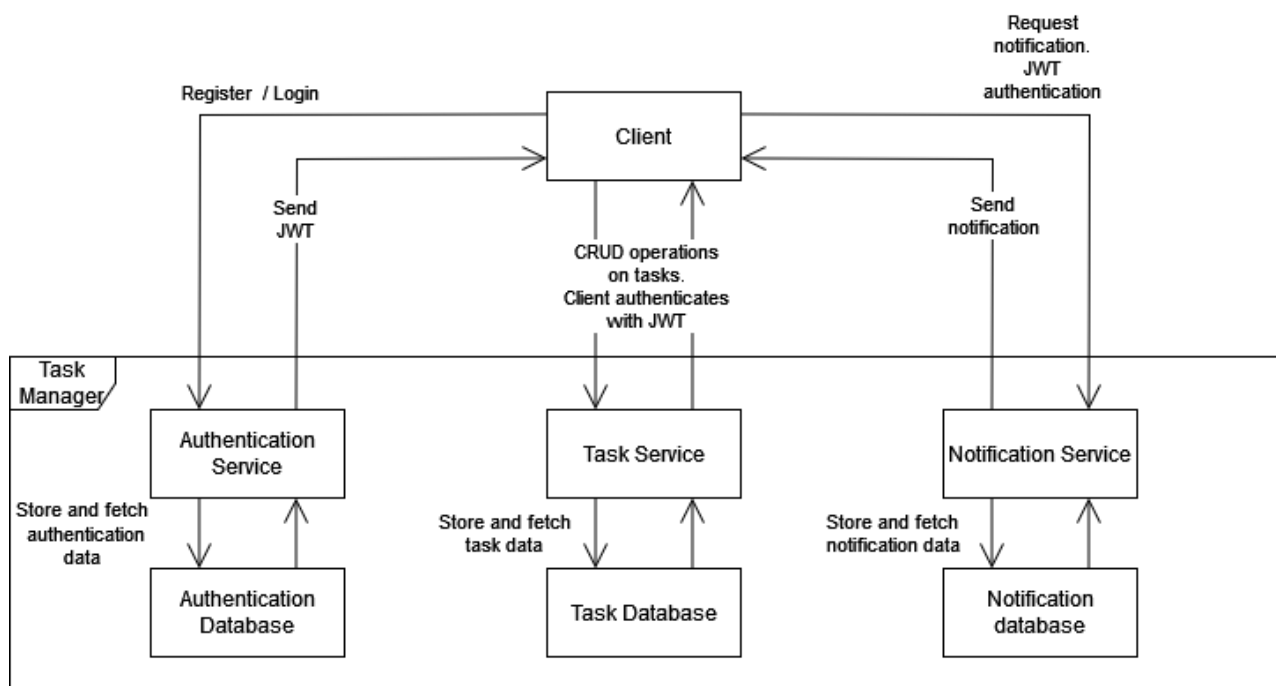 Request
notification.
JWT
authentication
Register / Login
Client
Send
JWT
Send
notification
CRUD operations
on tasks.
Client authenticates
with JWT
Task
Manager
Authentication
Service
Task Service
Notification Service
Store and fetch
authentication
data
Store and fetch
task data
Store and fetch
notification data
Authentication
Database
Task Database
Notification
database